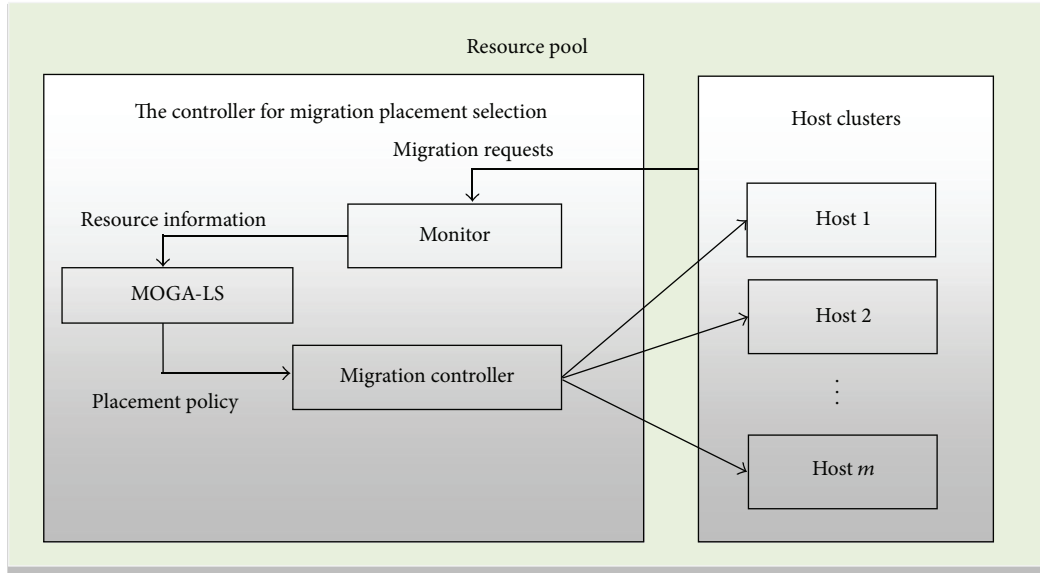 Resource pool
The controller for migration placement selection
Host clusters
Migration requests
Resource information
Monitor
Host 1
MOGA-LS
Host 2
Migration controller
Placement policy
⋮
Host m